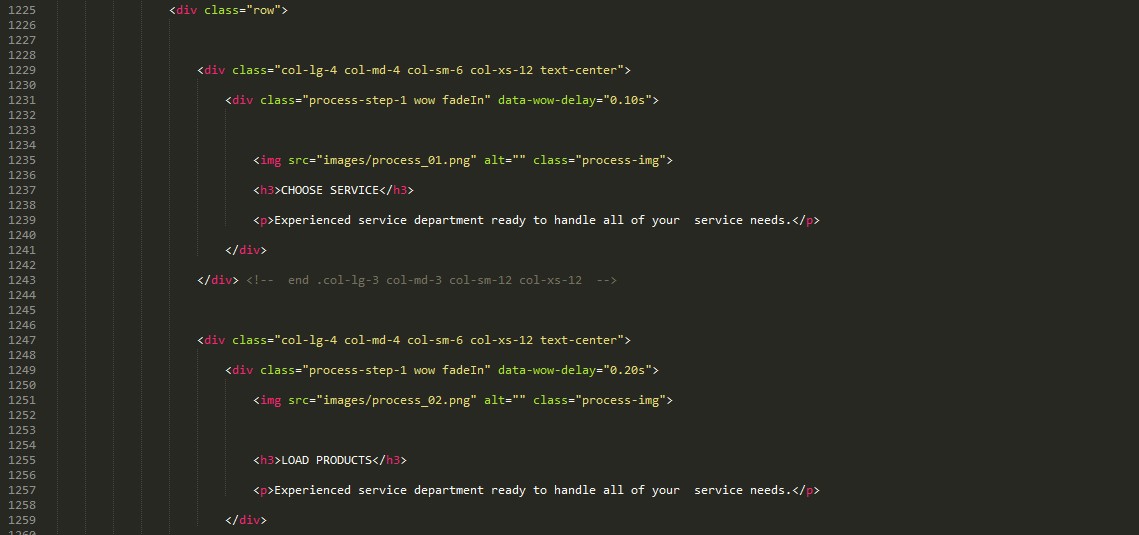 1225 <div class="row">
1226
1227
1228
1229 <div class="col-lg-4 col-md-4 col-sm-6 col-xs-12 text-center">
1230
1231 <div class="process-step-1 wow fadeIn" data-wow-delay="0.10s">
1232
1233
1234
1235 <img src="images/process_01.png" alt="" class="process-img">
1236
1237 <h3>CHOOSE SERVICE</h3>
1238
1239 <p>Experienced service department ready to handle all of your  service needs.</p>
1240
1241 </div>
1242
1243 </div> <!--  end .col-lg-3 col-md-3 col-sm-12 col-xs-12  -->
1244
1245
1246
1247 <div class="col-lg-4 col-md-4 col-sm-6 col-xs-12 text-center">
1248
1249 <div class="process-step-1 wow fadeIn" data-wow-delay="0.20s">
1250
1251 <img src="images/process_02.png" alt="" class="process-img">
1252
1253
1254
1255 <h3>LOAD PRODUCTS</h3>
1256
1257 <p>Experienced service department ready to handle all of your  service needs.</p>
1258
1259 </div>
1260